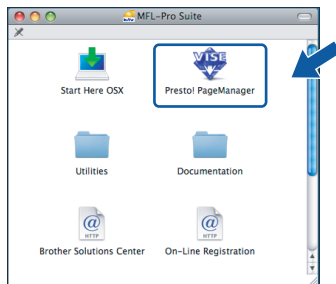 MFL-Pro Suite
VISE
Start Here OSX
Presto! PageManager
Utilities
Documentation
@
HTTP
@
HTTP
Brother Solutions Center
On-Line Registration